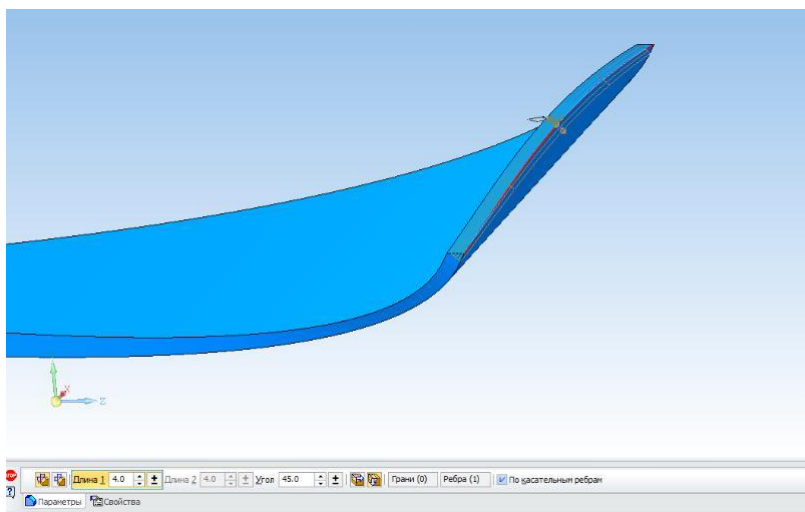 X
Z
STOP Длина 1 4.0 Длина 2 4.0 Угол 45.0 Грани (0) Ребра (1) По касательным ребрам
Параметры Свойства